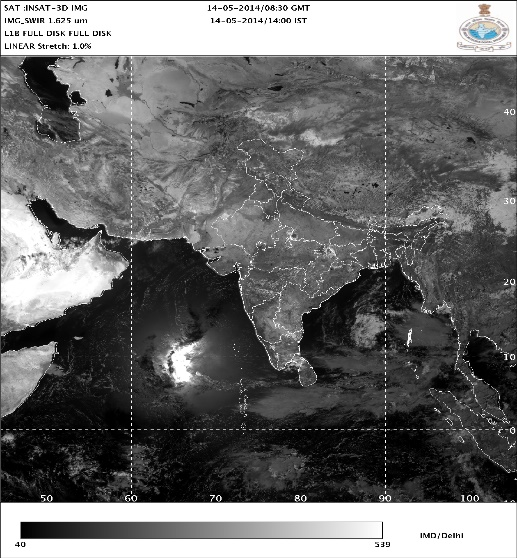 SAT :INSAT-3D IMG 14-05-2014/08:30 GMT
IMG_SWIR 1.625 um 14-05-2014/14:00 IST
L1B FULL DISK FULL DISK
LINEAR Stretch: 1.0%
40
30
20
10
0
50 60 70 80 90 100
40 539 IMD/Delhi